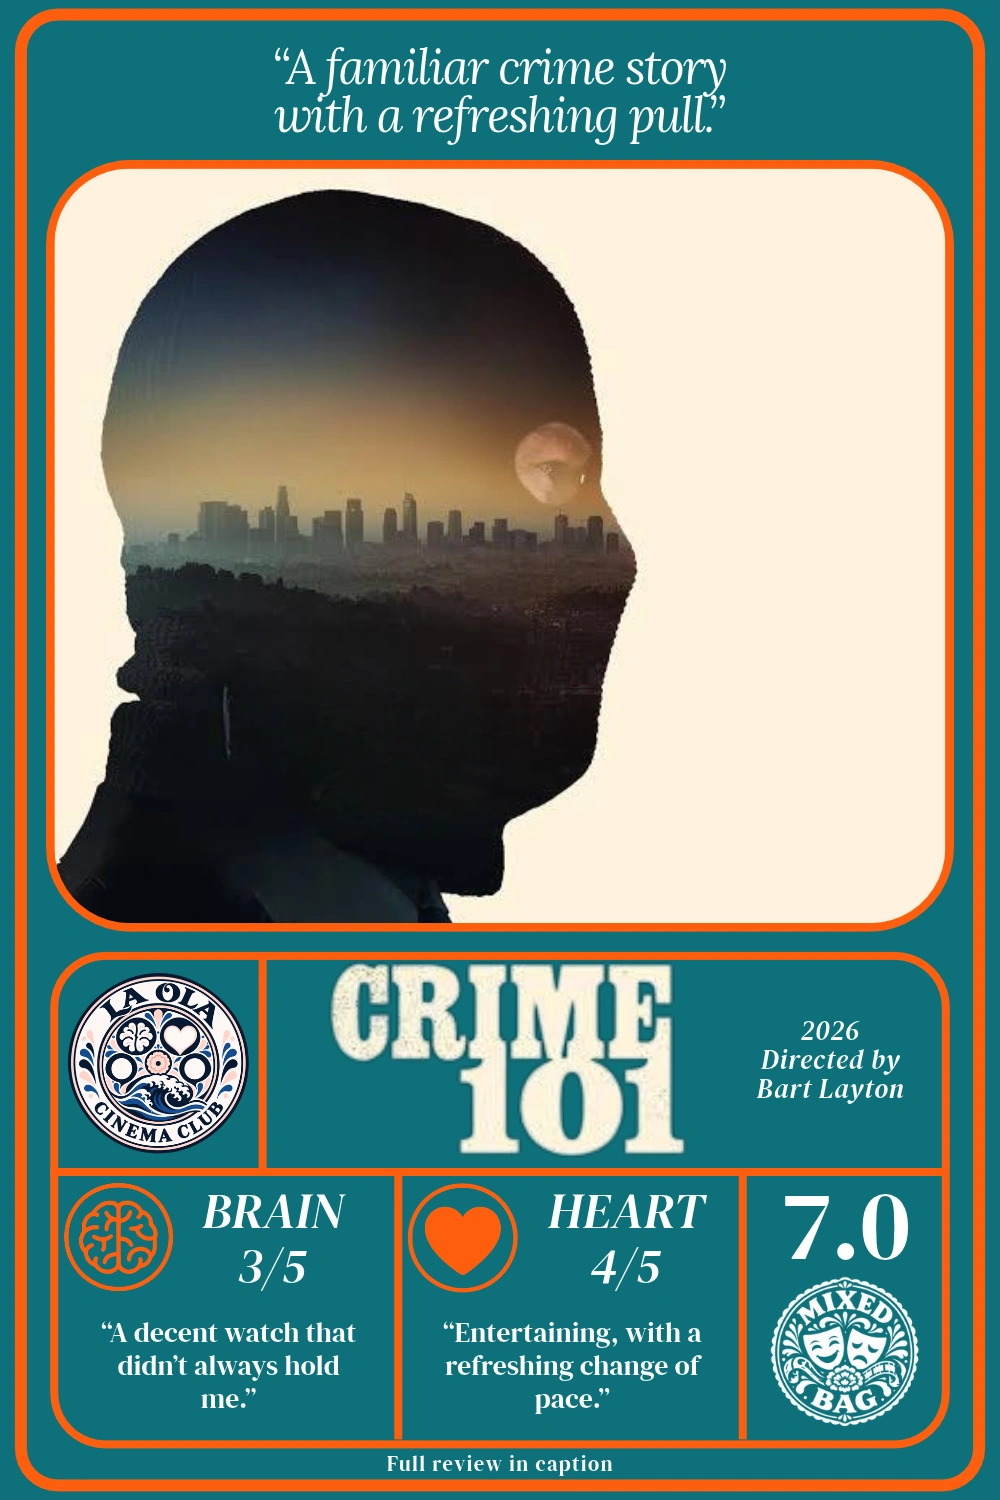 “A familiar crime story
with a refreshing pull.”
LA OLA
CINEMA CLUB
CRIME
101
2026
Directed by
Bart Layton
BRAIN
3/5
“A decent watch that
didn’t always hold
me.”
HEART
4/5
“Entertaining, with a
refreshing change of
pace.”
7.0
MIXED
BAG
Full review in caption